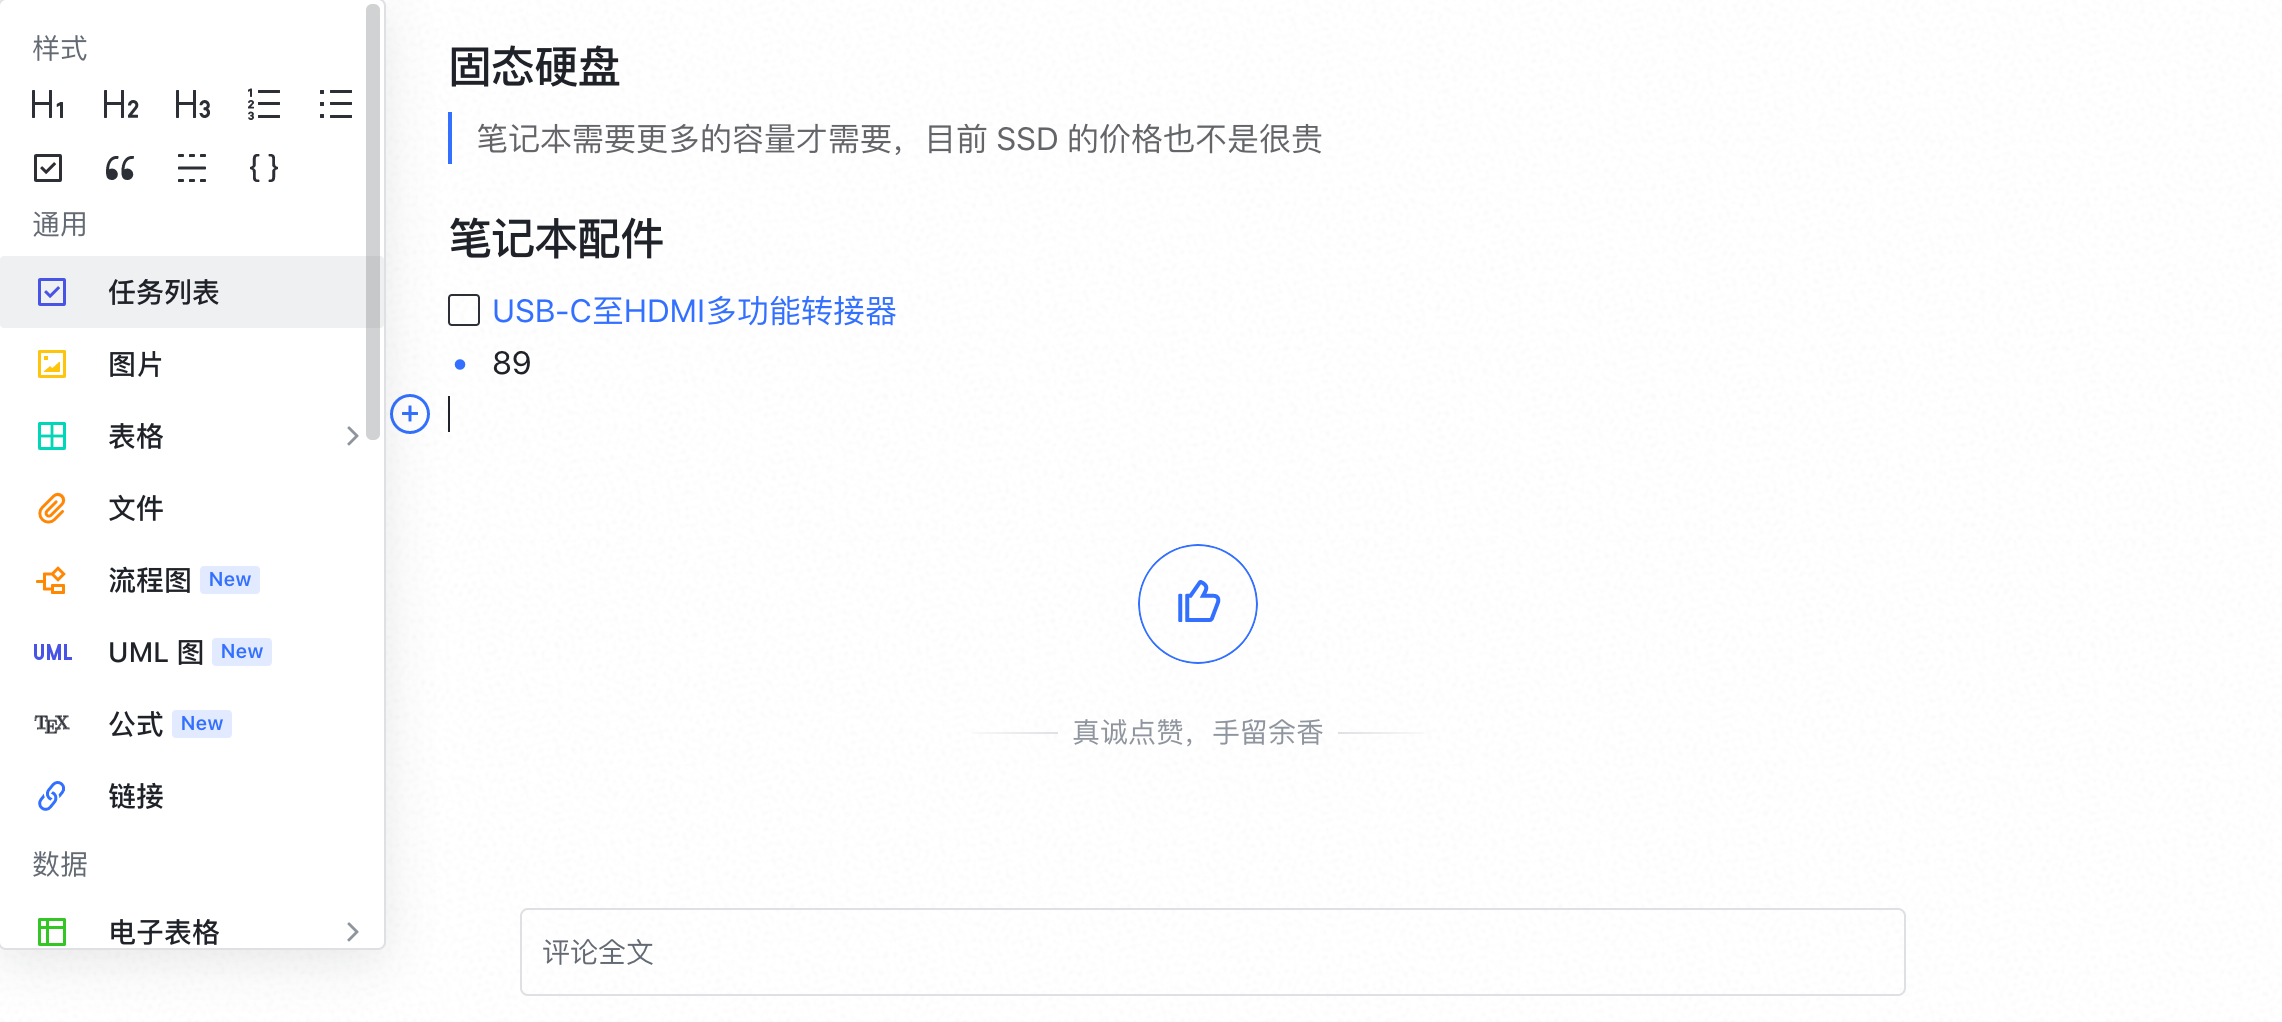 样式
H1 H2 H3
通用
任务列表
图片
表格
文件
流程图 New
UML UML 图 New
TEX 公式 New
链接
数据
电子表格
固态硬盘
笔记本需要更多的容量才需要，目前 SSD 的价格也不是很贵
笔记本配件
USB-C至HDMI多功能转接器
89
真诚点赞，手留余香
评论全文